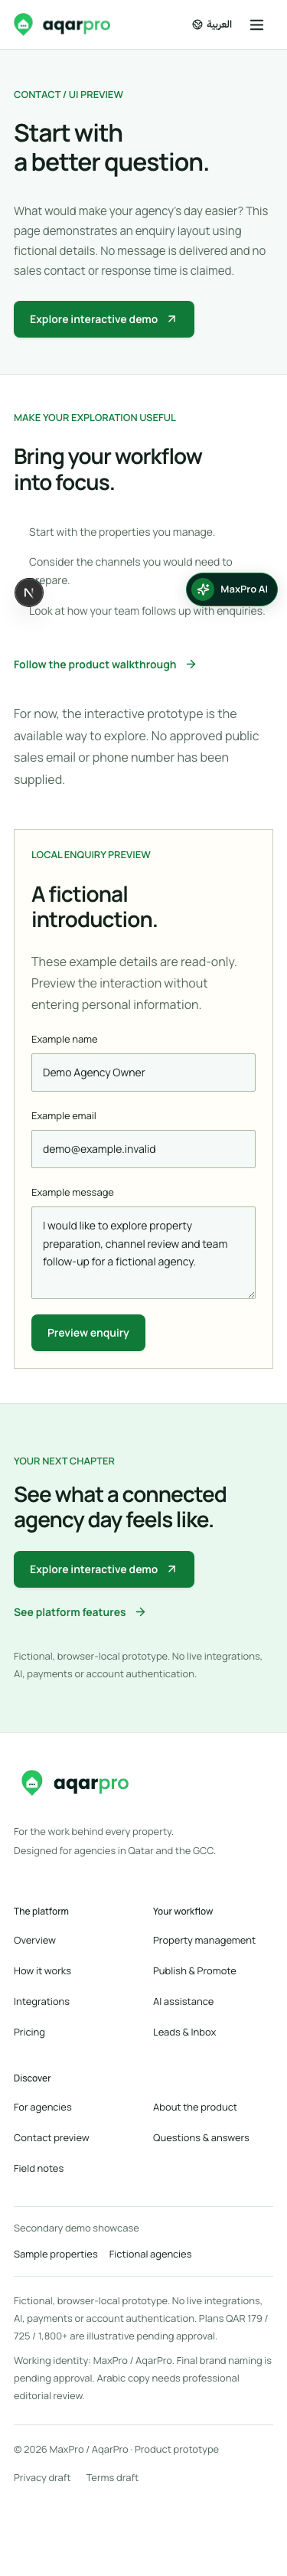 aqarpro
العربية
CONTACT / UI PREVIEW
Start with
a better question.
What would make your agency's day easier? This
page demonstrates an enquiry layout using
fictional details. No message is delivered and no
sales contact or response time is claimed.
Explore interactive demo
MAKE YOUR EXPLORATION USEFUL
Bring your workflow
into focus.
Start with the properties you manage.
Consider the channels you would need to
prepare.
N
MaxPro AI
Look at how your team follows up with enquiries.
Follow the product walkthrough
For now, the interactive prototype is the
available way to explore. No approved public
sales email or phone number has been
supplied.
LOCAL ENQUIRY PREVIEW
A fictional
introduction.
These example details are read-only.
Preview the interaction without
entering personal information.
Example name
Demo Agency Owner
Example email
demo@example.invalid
Example message
I would like to explore property
preparation, channel review and team
follow-up for a fictional agency.
Preview enquiry
YOUR NEXT CHAPTER
See what a connected
agency day feels like.
Explore interactive demo
See platform features
Fictional, browser-local prototype. No live integrations,
AI, payments or account authentication.
aqarpro
For the work behind every property.
Designed for agencies in Qatar and the GCC.
The platform
Overview
How it works
Integrations
Pricing
Your workflow
Property management
Publish & Promote
AI assistance
Leads & Inbox
Discover
For agencies
About the product
Contact preview
Questions & answers
Field notes
Secondary demo showcase
Sample properties Fictional agencies
Fictional, browser-local prototype. No live integrations,
AI, payments or account authentication. Plans QAR 179 /
725 / 1,800+ are illustrative pending approval.
Working identity: MaxPro / AqarPro. Final brand naming is
pending approval. Arabic copy needs professional
editorial review.
© 2026 MaxPro / AqarPro · Product prototype
Privacy draft Terms draft